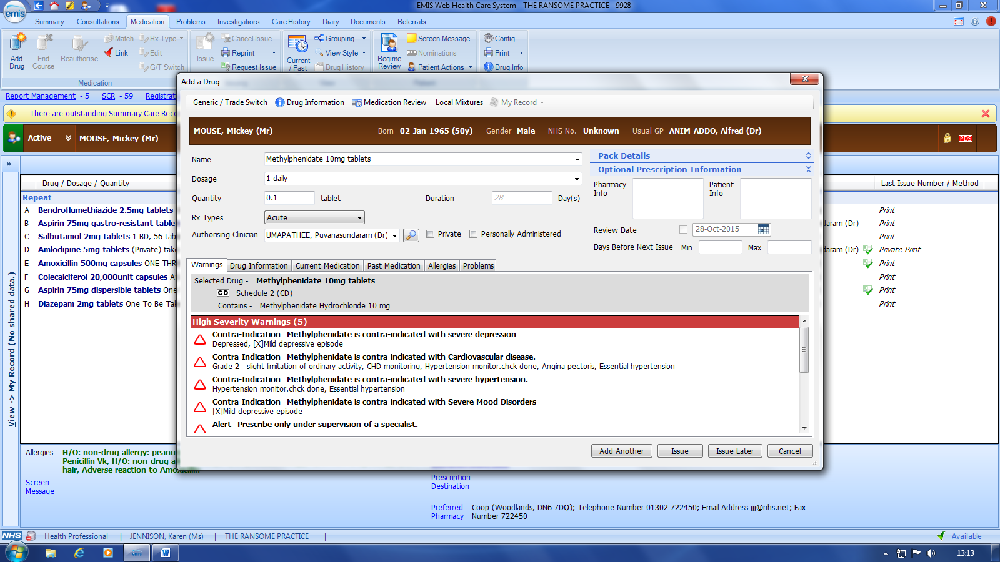 EMIS Web Health Care System - THE RANSOME PRACTICE - 9928
emis
Summary Consultations Medication Problems Investigations Care History Diary Documents Referrals
Add Drug
End Course
Reauthorise
Match
Link
Rx Type
Edit
G/T Switch
Issue
Cancel Issue
Reprint
Request Issue
Current / Past
Grouping
View Style
Drug History
Regime Review
Screen Message
EPS Nominations
Patient Actions
Config
Print
Drug Info
Medication
Report Management - 5 SCR - 59 Registrat
There are outstanding Summary Care Reco
Active MOUSE, Mickey (Mr)
PDS
Add a Drug
Generic / Trade Switch Drug Information Medication Review Local Mixtures My Record
MOUSE, Mickey (Mr) Born 02-Jan-1965 (50y) Gender Male NHS No. Unknown Usual GP ANIM-ADDO, Alfred (Dr)
Name Methylphenidate 10mg tablets
Dosage 1 daily
Quantity 0.1 tablet Duration 28 Day(s)
Rx Types Acute
Authorising Clinician UMAPATHEE, Puvanasundaram (Dr) Private Personally Administered
Pack Details
Optional Prescription Information
Pharmacy Info
Patient Info
Review Date 28-Oct-2015
Days Before Next Issue Min Max
Warnings Drug Information Current Medication Past Medication Allergies Problems
Selected Drug - Methylphenidate 10mg tablets
CD Schedule 2 (CD)
Contains - Methylphenidate Hydrochloride 10 mg
High Severity Warnings (5)
Contra-Indication Methylphenidate is contra-indicated with severe depression
Depressed, [X]Mild depressive episode
Contra-Indication Methylphenidate is contra-indicated with Cardiovascular disease.
Grade 2 - slight limitation of ordinary activity, CHD monitoring, Hypertension monitor.chck done, Angina pectoris, Essential hypertension
Contra-Indication Methylphenidate is contra-indicated with severe hypertension.
Hypertension monitor.chck done, Essential hypertension
Contra-Indication Methylphenidate is contra-indicated with Severe Mood Disorders
[X]Mild depressive episode
Alert Prescribe only under supervision of a specialist.
Add Another Issue Issue Later Cancel
View -> My Record (No shared data.)
Drug / Dosage / Quantity Last Issue Number / Method
Repeat
A Bendroflumethiazide 2.5mg tablets Print
B Aspirin 75mg gastro-resistant table daram (Dr) Print
C Salbutamol 2mg tablets 1 BD, 56 tab Print
D Amlodipine 5mg tablets (Private) take daram (Dr) Private Print
E Amoxicillin 500mg capsules ONE THR Print
F Colecalciferol 20,000unit capsules AS Print
G Aspirin 75mg dispersible tablets One Print
H Diazepam 2mg tablets One To Be Tak Print
Allergies H/O: non-drug allergy: peanu
Penicillin Vk, H/O: non-drug a
hair, Adverse reaction to Amoxicillin
Screen Message
Prescription Destination
Preferred Pharmacy Coop (Woodlands, DN6 7DQ); Telephone Number 01302 722450; Email Address jjj@nhs.net; Fax
Number 722450
NHS Health Professional | JENNISON, Karen (Ms) | THE RANSOME PRACTICE | Available
13:13